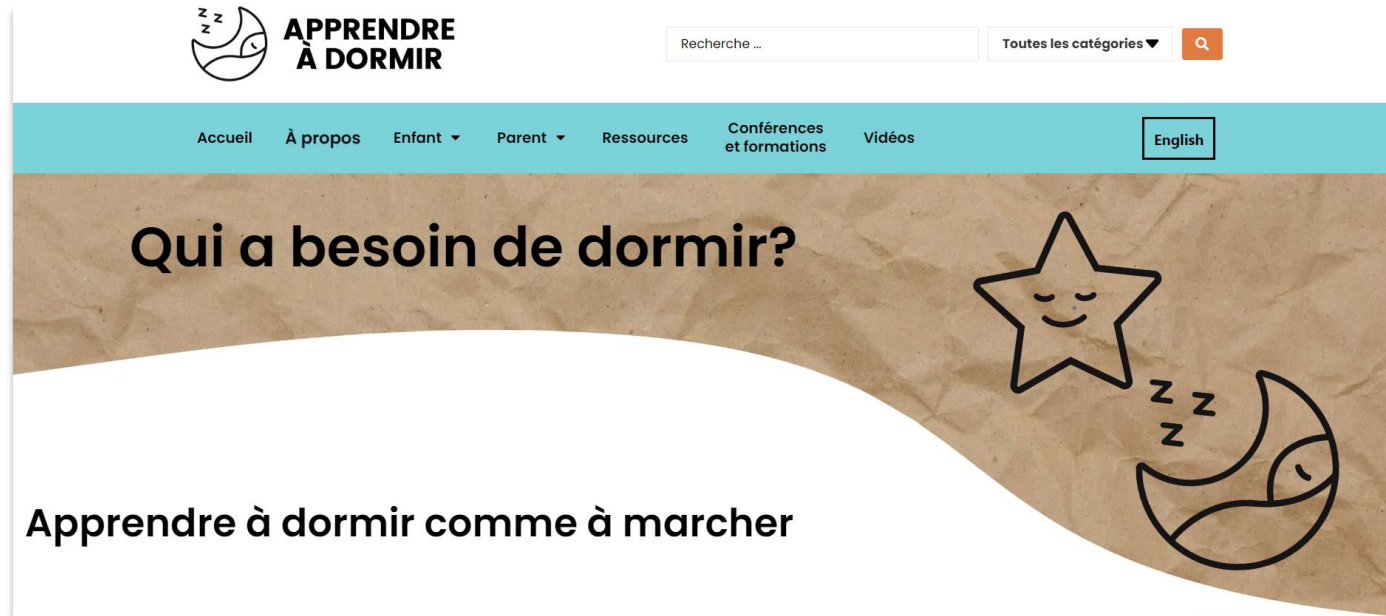 z z
z
APPRENDRE
À DORMIR
Recherche ...
Toutes les catégories
Accueil
À propos
Enfant
Parent
Ressources
Conférences
et formations
Vidéos
English
Qui a besoin de dormir?
z z
z
Apprendre à dormir comme à marcher